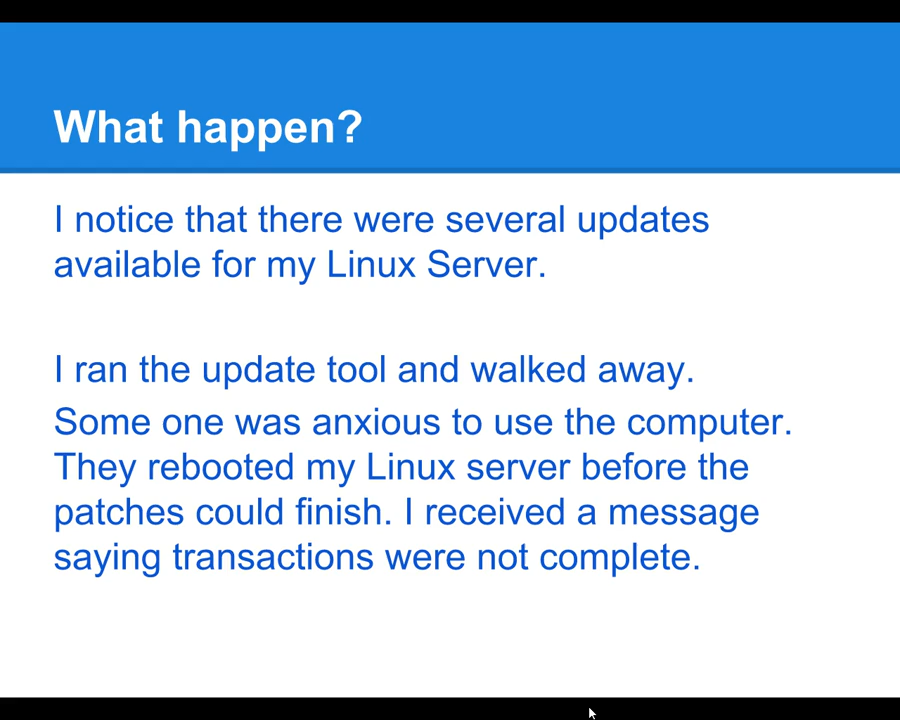 What happen?
I notice that there were several updates
available for my Linux Server.
I ran the update tool and walked away.
Some one was anxious to use the computer.
They rebooted my Linux server before the
patches could finish. I received a message
saying transactions were not complete.